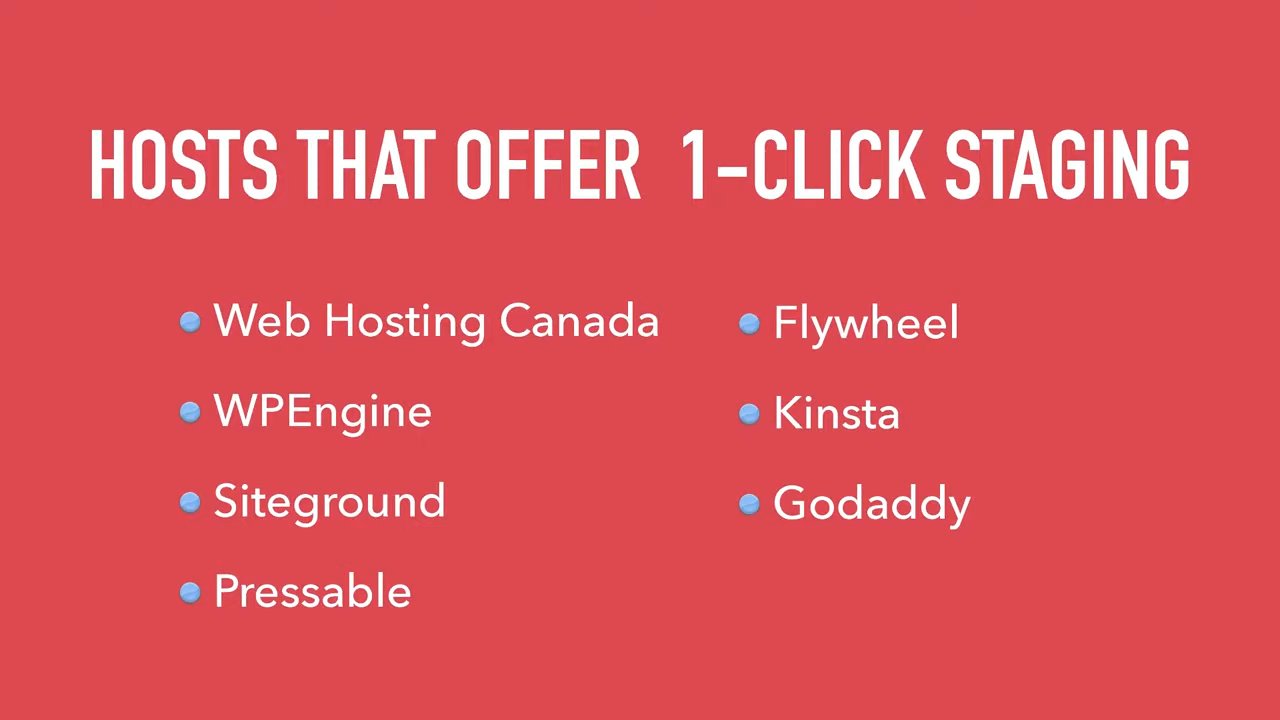 HOSTS THAT OFFER 1-CLICK STAGING
Web Hosting Canada
WPEngine
Siteground
Pressable
Flywheel
Kinsta
Godaddy